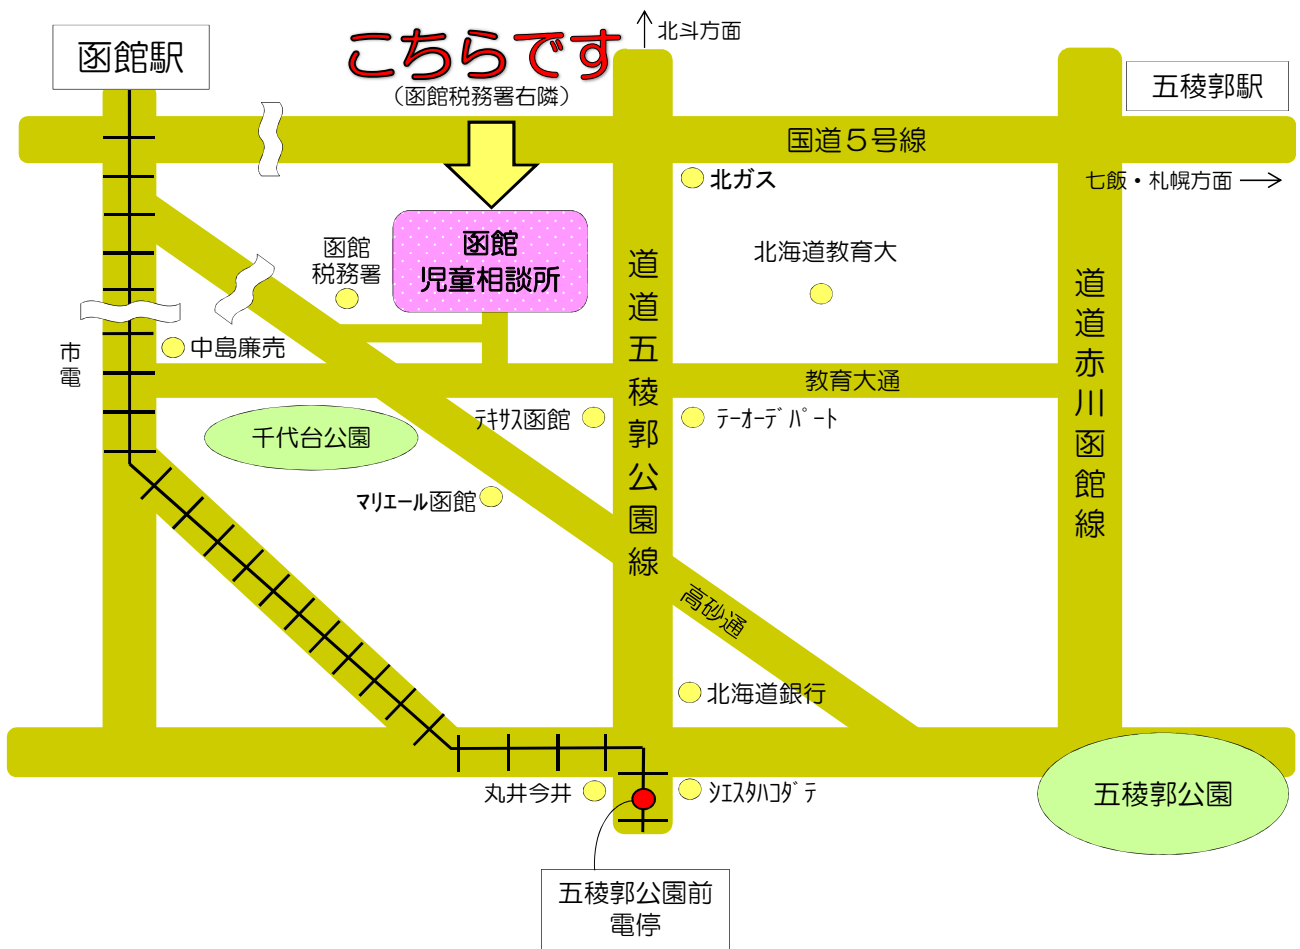 北斗方面
函館駅
こちらです
（函館税務署右隣）
五稜郭駅
国道５号線
北ガス
七飯・札幌方面
函館
税務署
函館
児童相談所
北海道教育大
道道五稜郭公園線
道道赤川函館線
市電
中島廉売
教育大通
千代台公園
ﾃｷｻｽ函館
ﾃｰｵｰﾃﾞﾊﾟｰﾄ
ﾏﾘｴｰﾙ函館
高砂通
北海道銀行
丸井今井
ｼｴｽﾀﾊｺﾀﾞﾃ
五稜郭公園
五稜郭公園前
電停